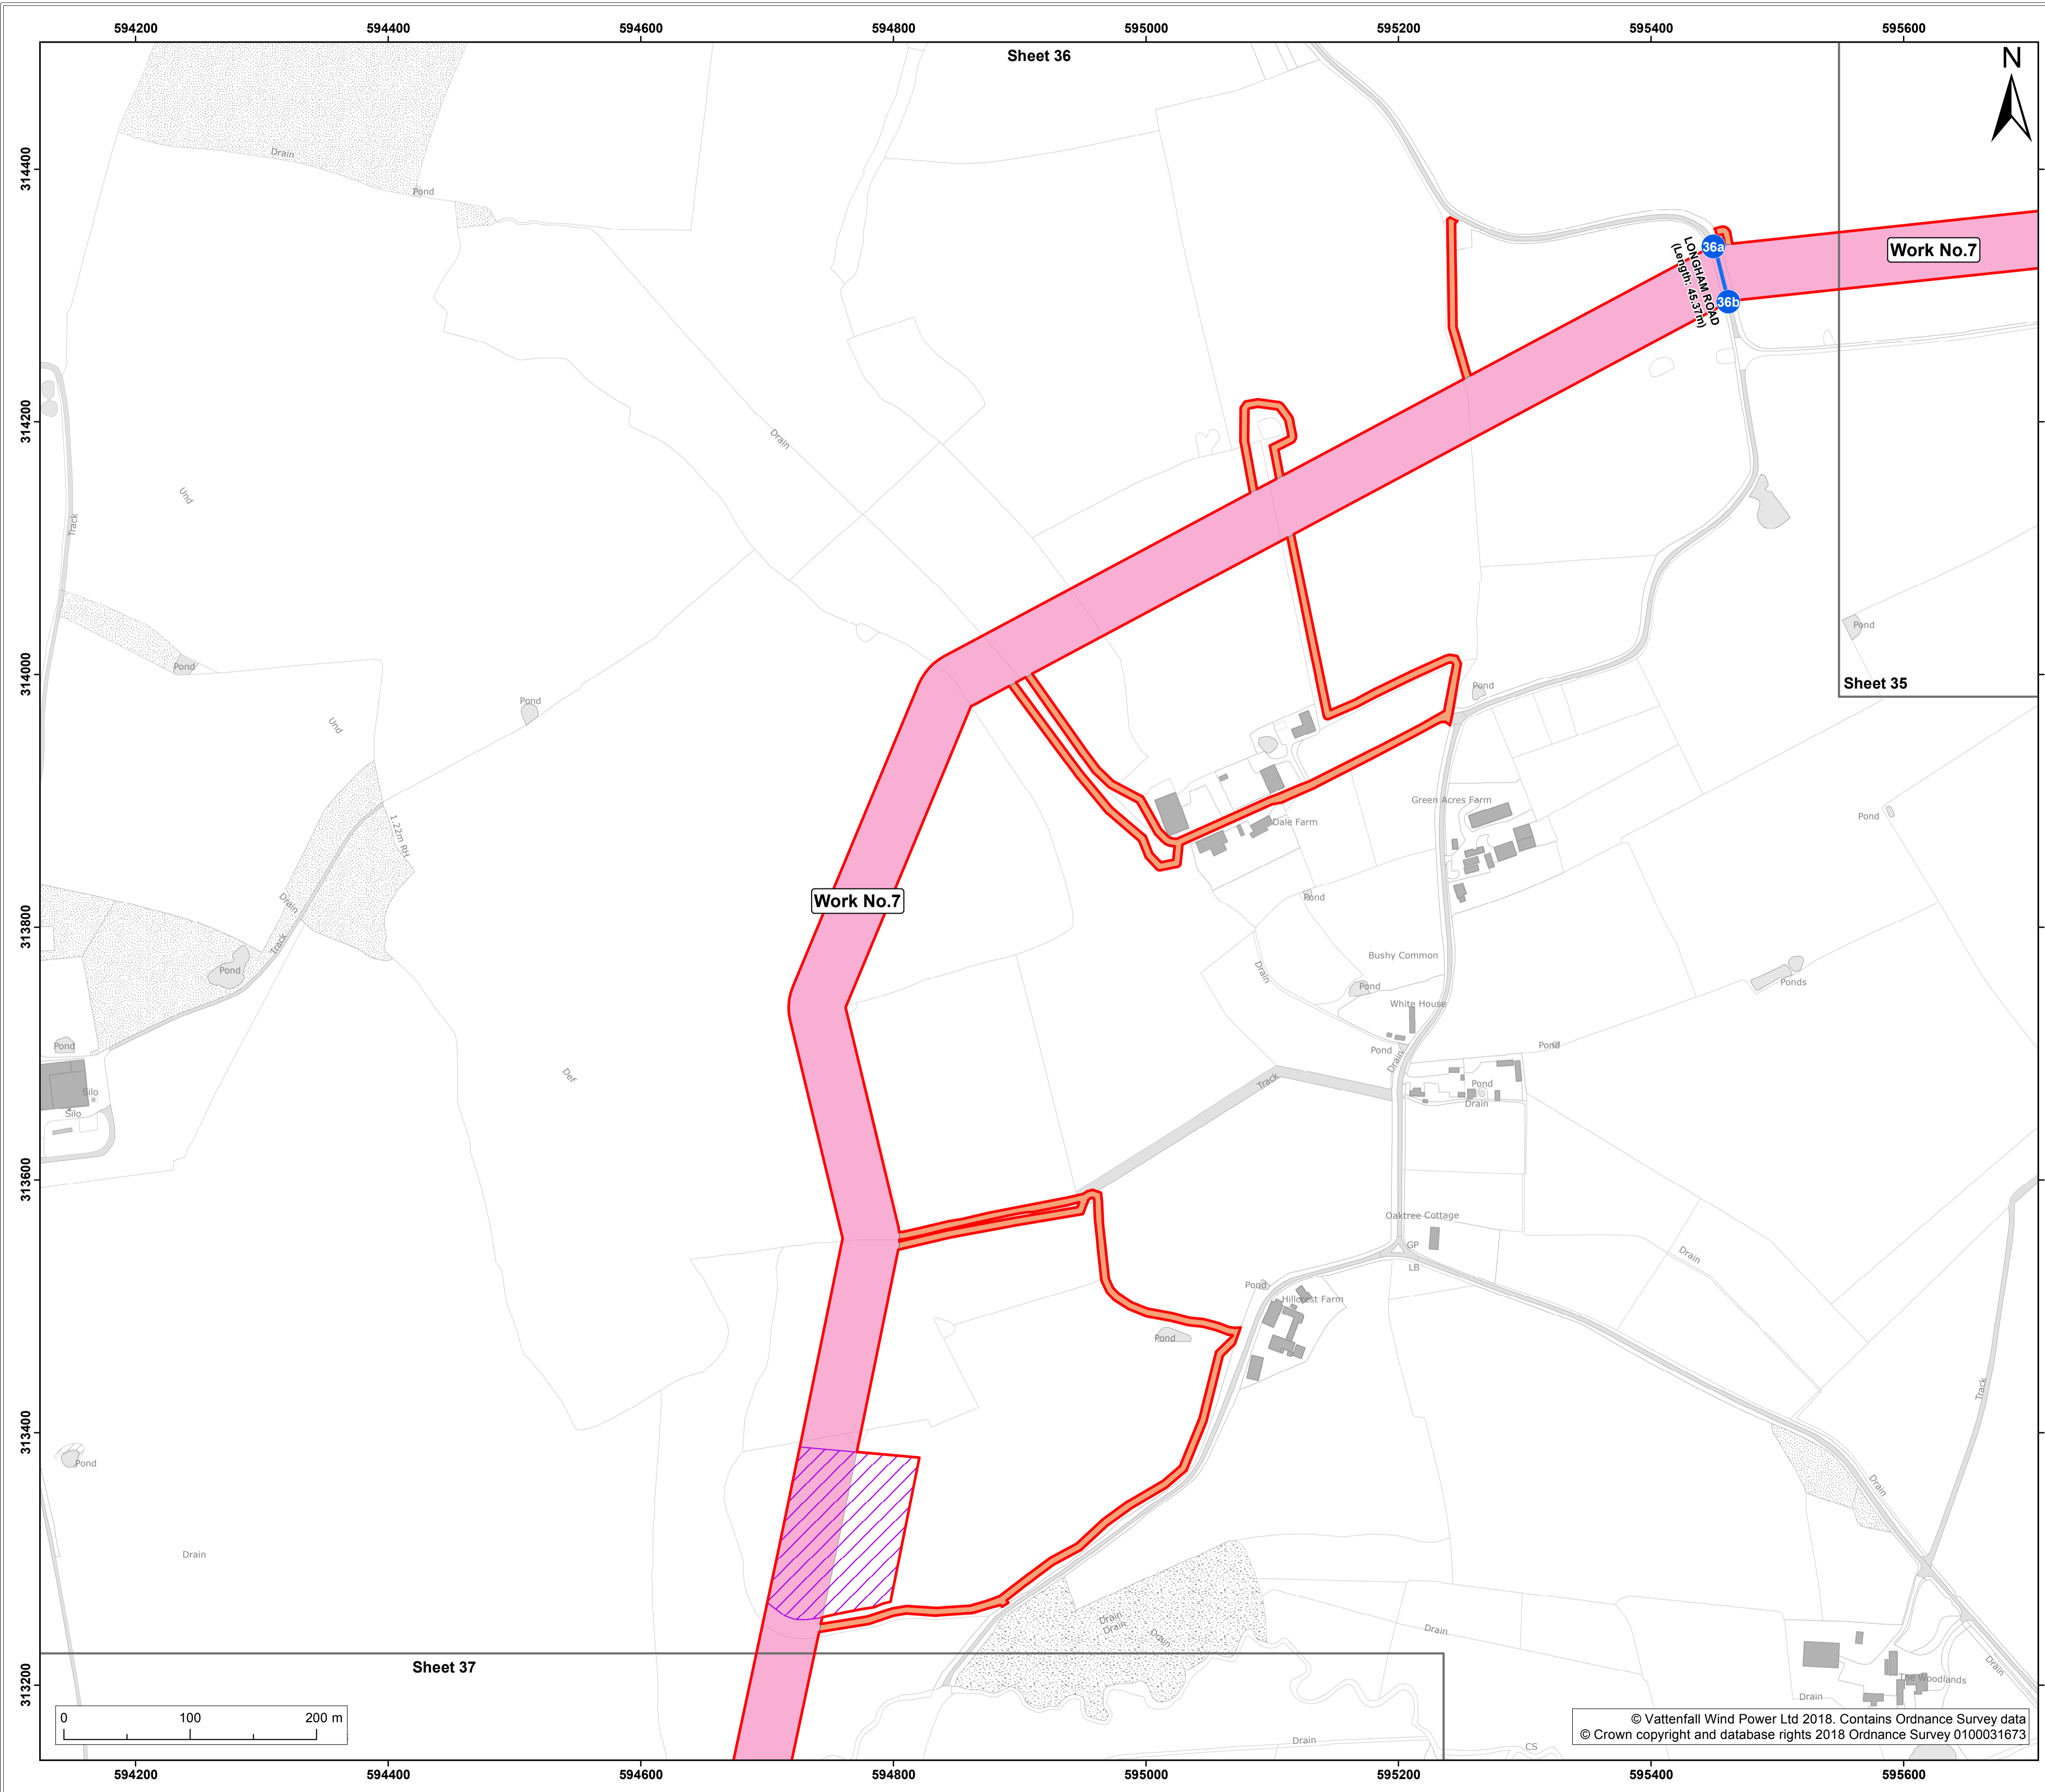 594200 594400 594600 594800 595000 595200 595400 595600
Sheet 36
N
314400
Drain
Pond
36a
LONGHAM ROAD
(Length: 45.37m)
36b
Work No.7
314200
Drain
Und
Track
Pond
Pond
314000
Pond
Pond
Sheet 35
Und
1.22m RH
Green Acres Farm
Pond
Dale Farm
Drain
Pond
Work No.7
313800
Track
Bushy Common
Pond
Drain
Pond
Ponds
White House
Pond
Pond
Drain
Pond
Def
Track
Pond
Silo
Drain
Silo
313600
Oaktree Cottage
GP
Drain
LB
Pond
Hillcrest Farm
Pond
Track
313400
Pond
Drain
Drain
Drain
Drain
Drain
Drain
Sheet 37
313200
Drain
The Woodlands
Drain
Drain
CS
0 100 200 m
© Vattenfall Wind Power Ltd 2018. Contains Ordnance Survey data
© Crown copyright and database rights 2018 Ordnance Survey 0100031673
594200 594400 594600 594800 595000 595200 595400 595600